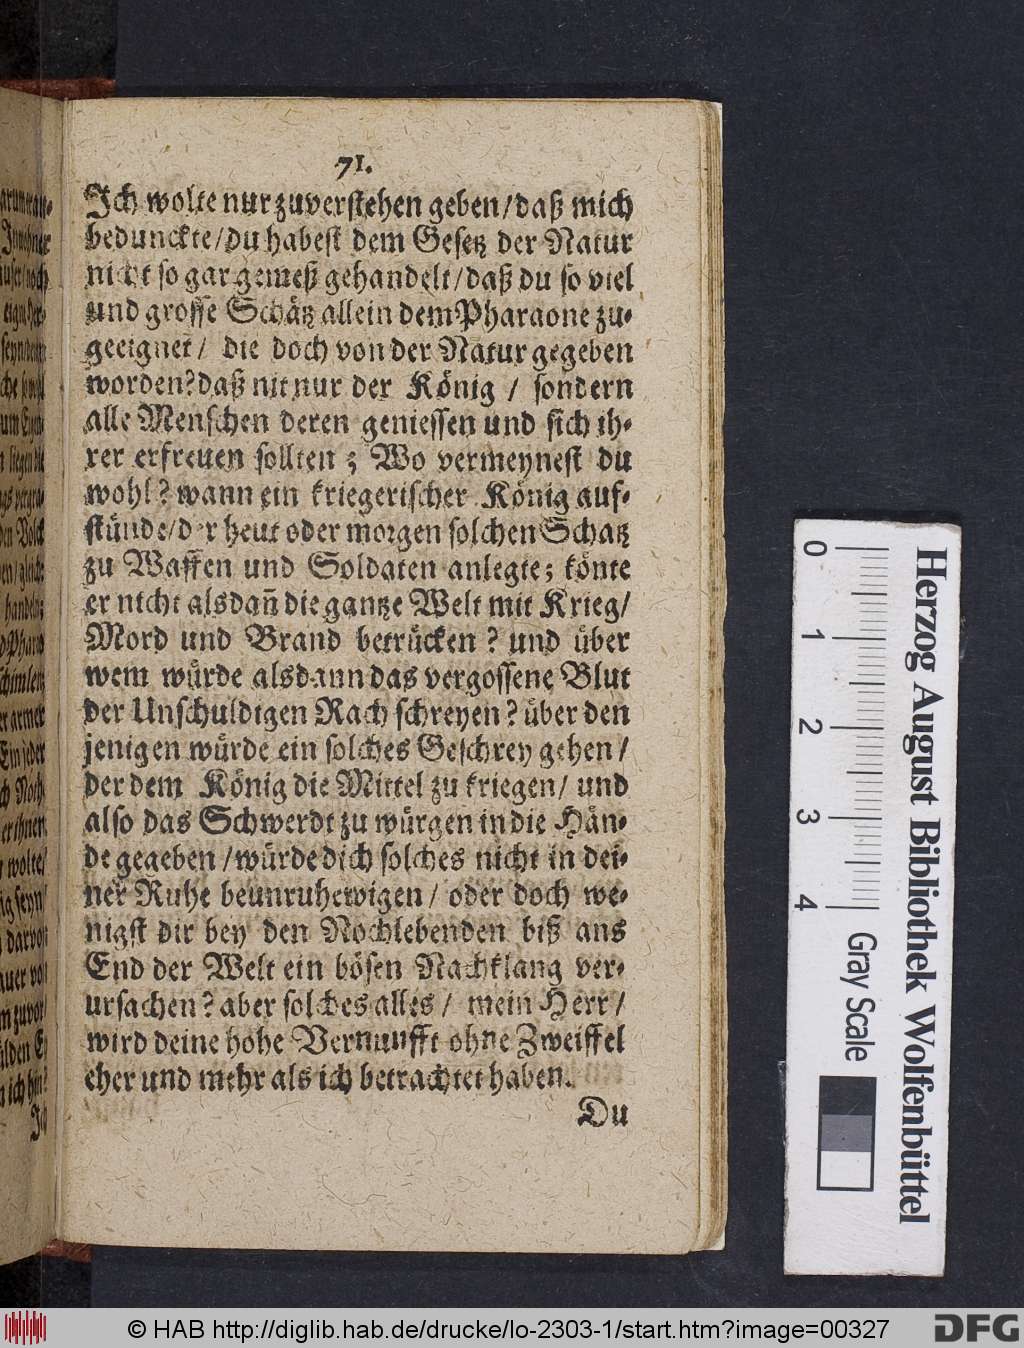 71.
Ich wolte nur zuverstehen geben/daß mich
bedunckte/du habest dem Gesetz der Natur
nicht so gar gemeß gehandelt/daß du so viel
und grosse Schätz allein dem Pharaone zu-
geeignet/ die doch von der Natur gegeben
worden? daß nit nur der König / sondern
alle Menschen deren geniessen und sich ih-
rer erfreuen sollten ; Wo vermeynest du
wohl? wann ein kriegerischer König auf-
stünde/der heut oder morgen solchen Schatz
zu Waffen und Soldaten anlegte; könte
er nicht alsdañ die gantze Welt mit Krieg/
Mord und Brand betrücken ? und über
wem würde alsdann das vergossene Blut
der Unschuldigen Rach schreyen? über den
jenigen würde ein solches Geschrey gehen/
der dem König die Mittel zu kriegen/ und
also das Schwerdt zu würgen in die Hän-
de gegeben /würde dich solches nicht in dei-
ner Ruhe beunruhewigen/ oder doch we-
nigst dir bey den Nochlebenden biß ans
End der Welt ein bösen Nachklang ver-
ursachen? aber solches alles/ mein Herr/
wird deine hohe Vernunfft ohne Zweiffel
eher und mehr als ich betrachtet haben.
Du
0 1 2 3 4
Gray Scale
Herzog August Bibliothek Wolfenbüttel
© HAB http://diglib.hab.de/drucke/lo-2303-1/start.htm?image=00327
DFG